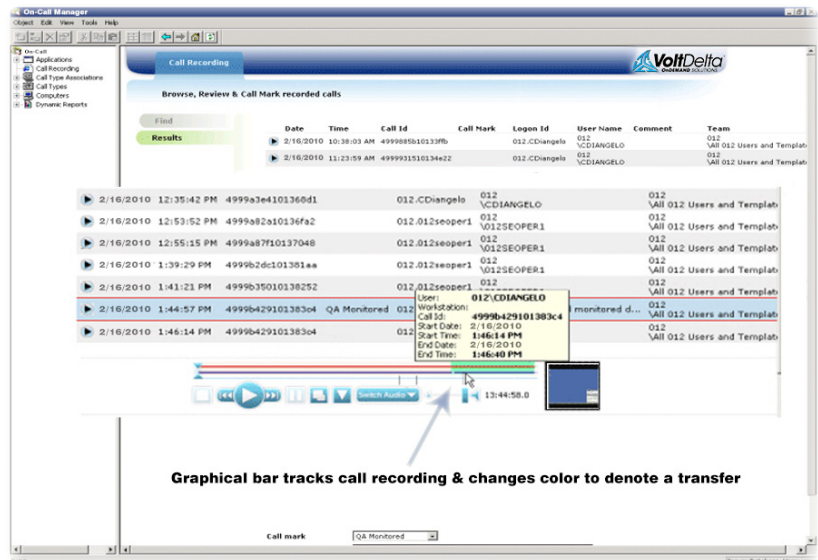 On-Call Manager
Object Edit View Tools Help
On-Call
Applications
Call Recording
Call Type Associations
Call Types
Computers
Dynamic Reports
Call Recording
VoltDelta
ONDEMAND SOLUTIONS
Browse, Review & Call Mark recorded calls
Find
Results
Date Time Call Id Call Mark Logon Id User Name Comment Team
2/16/2010 10:38:03 AM 4999885b10133ffb 012.CDiangelo 012 \CDIANGELO 012 \All 012 Users and Templat
2/16/2010 11:23:59 AM 4999931510134e22 012.CDiangelo 012 \CDIANGELO 012 \All 012 Users and Templat
2/16/2010 12:35:42 PM 4999a3e4101368d1 012.CDiangelo 012 \CDIANGELO 012 \All 012 Users and Templat
2/16/2010 12:53:52 PM 4999a82a10136fa2 012.012seoper1 012 \012SEOPER1 012 \All 012 Users and Templat
2/16/2010 12:55:15 PM 4999a87f10137048 012.012seoper1 012 \012SEOPER1 012 \All 012 Users and Templat
2/16/2010 1:39:29 PM 4999b2dc101381aa 012.012seoper1 012 \012SEOPER1 012 \All 012 Users and Templat
2/16/2010 1:41:21 PM 4999b35010138252 012.012seoper1 012 012 \All 012 Users and Templat
2/16/2010 1:44:57 PM 4999b429101383c4 QA Monitored 012 monitored d... 012 \All 012 Users and Templat
2/16/2010 1:46:14 PM 4999b429101383c4 012 012 \All 012 Users and Templat
User: 012\CDIANGELO
Workstation:
Call Id: 4999b429101383c4
Start Date: 2/16/2010
Start Time: 1:46:14 PM
End Date: 2/16/2010
End Time: 1:46:40 PM
Switch Audio
13:44:58.0
Graphical bar tracks call recording & changes color to denote a transfer
Call mark QA Monitored